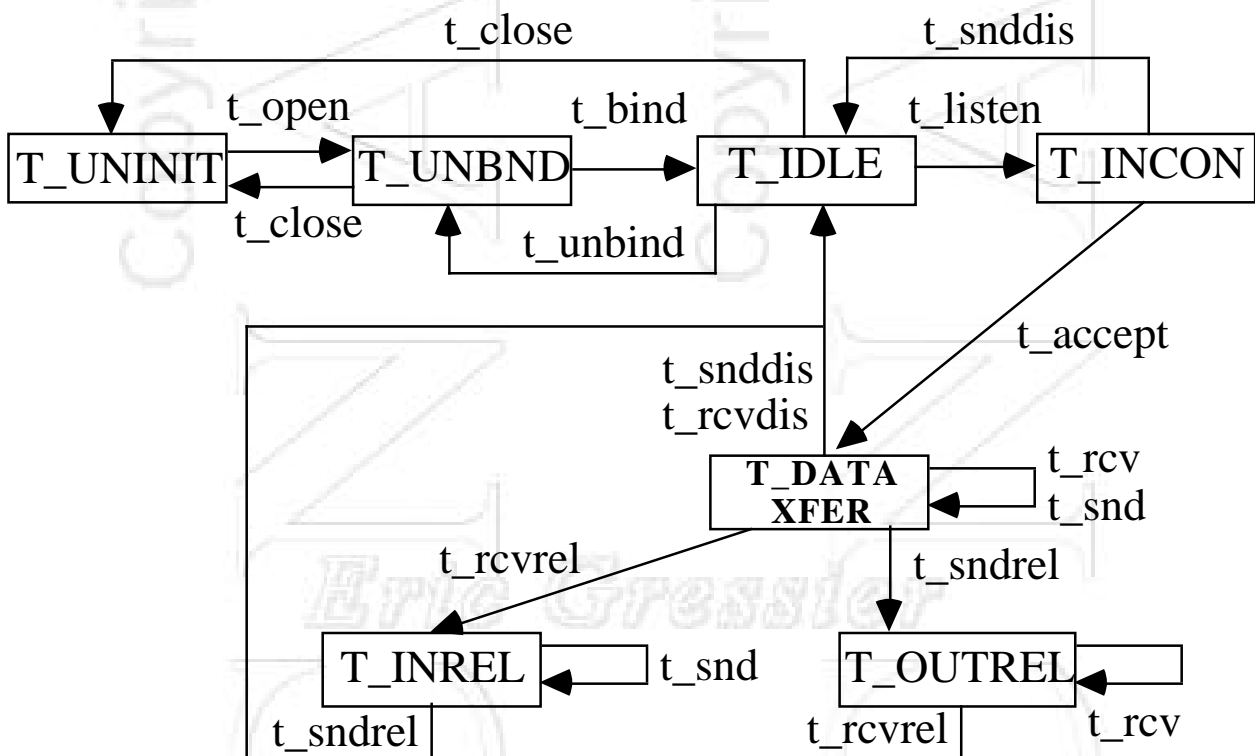 t_close
t_snddis
t_open
t_bind
t_listen
T_UNINIT
T_UNBND
T_IDLE
T_INCON
t_close
t_unbind
t_accept
t_snddis
t_rcvdis
T_DATA
XFER
t_rcv
t_snd
t_rcvrel
t_sndrel
Eric Gressier
T_INREL
t_snd
T_OUTREL
t_sndrel
t_rcvrel
t_rcv